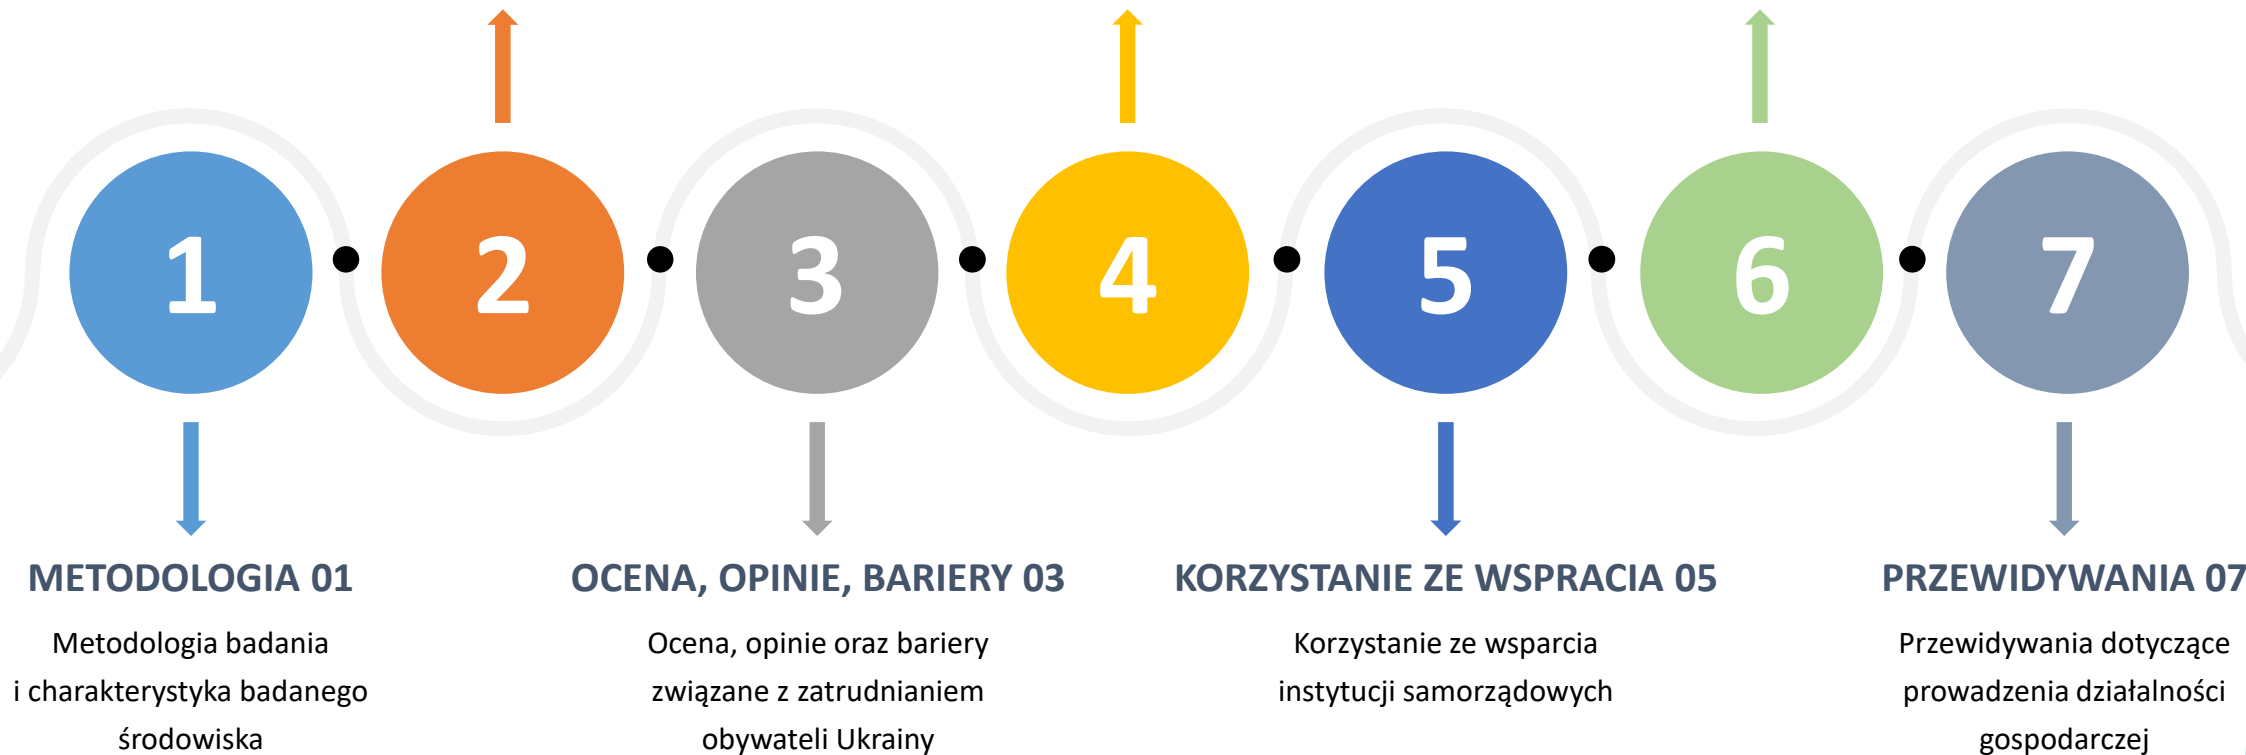 1
2
3
4
5
6
7
METODOLOGIA 01
Metodologia badania
i charakterystyka badanego
środowiska
OCENA, OPINIE, BARIERY 03
Ocena, opinie oraz bariery
związane z zatrudnianiem
obywateli Ukrainy
KORZYSTANIE ZE WSPRACIA 05
Korzystanie ze wsparcia
instytucji samorządowych
PRZEWIDYWANIA 07
Przewidywania dotyczące
prowadzenia działalności
gospodarczej